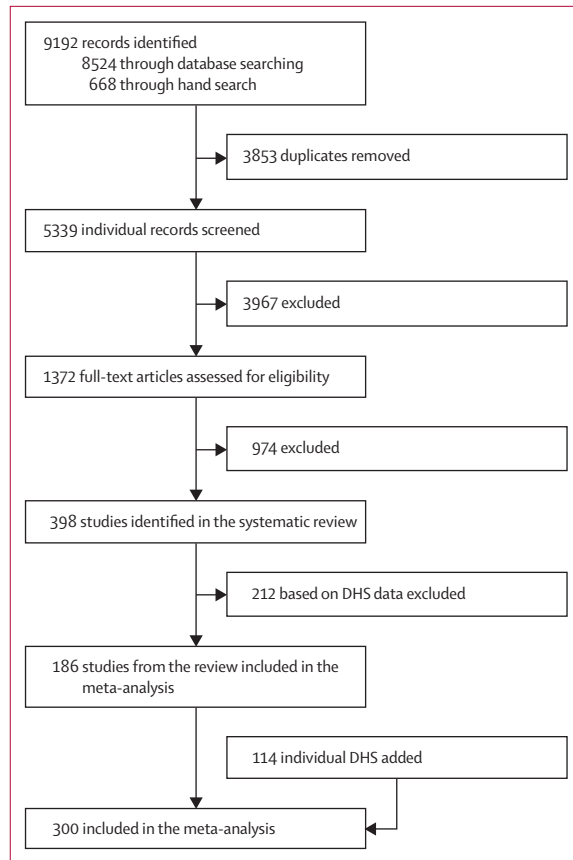 9192 records identified
8524 through database searching
668 through hand search
3853 duplicates removed
5339 individual records screened
3967 excluded
1372 full-text articles assessed for eligibility
974 excluded
398 studies identified in the systematic review
212 based on DHS data excluded
186 studies from the review included in the
meta-analysis
114 individual DHS added
300 included in the meta-analysis